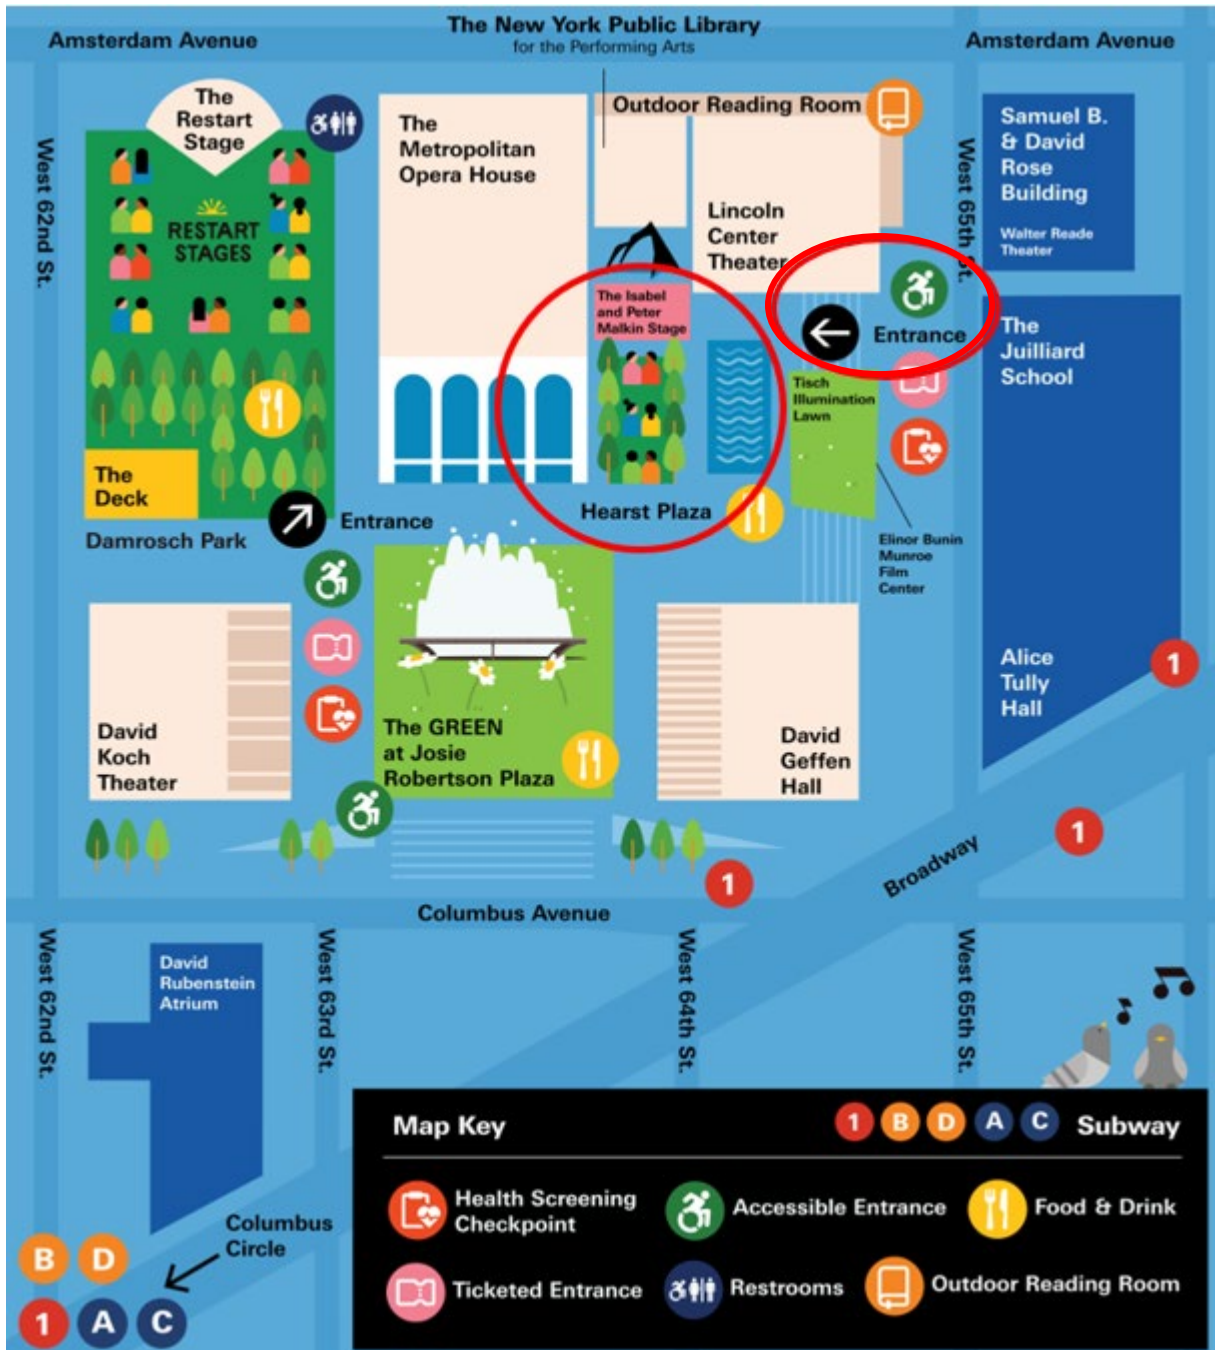 The New York Public Library
for the Performing Arts
Amsterdam Avenue
Amsterdam Avenue
The
Restart
Stage
The
Metropolitan
Opera House
Outdoor Reading Room
Samuel B.
& David
Rose
Building
Walter Reade
Theater
West 62nd St.
West 65th St.
RESTART
STAGES
Lincoln
Center
Theater
The Isabel
and Peter
Malkin Stage
Entrance
The
Juilliard
School
Tisch
Illumination
Lawn
The
Deck
Entrance
Hearst Plaza
Damrosch Park
Elinor Bunin
Munroe
Film
Center
David
Koch
Theater
The GREEN
at Josie
Robertson Plaza
David
Geffen
Hall
Alice
Tully
Hall
1
1
1
Broadway
Columbus Avenue
West 62nd St.
West 63rd St.
West 64th St.
West 65th St.
David
Rubenstein
Atrium
Columbus
Circle
B D
1 A C
Map Key
1 B D A C Subway
Health Screening
Checkpoint
Accessible Entrance
Food & Drink
Ticketed Entrance
Restrooms
Outdoor Reading Room